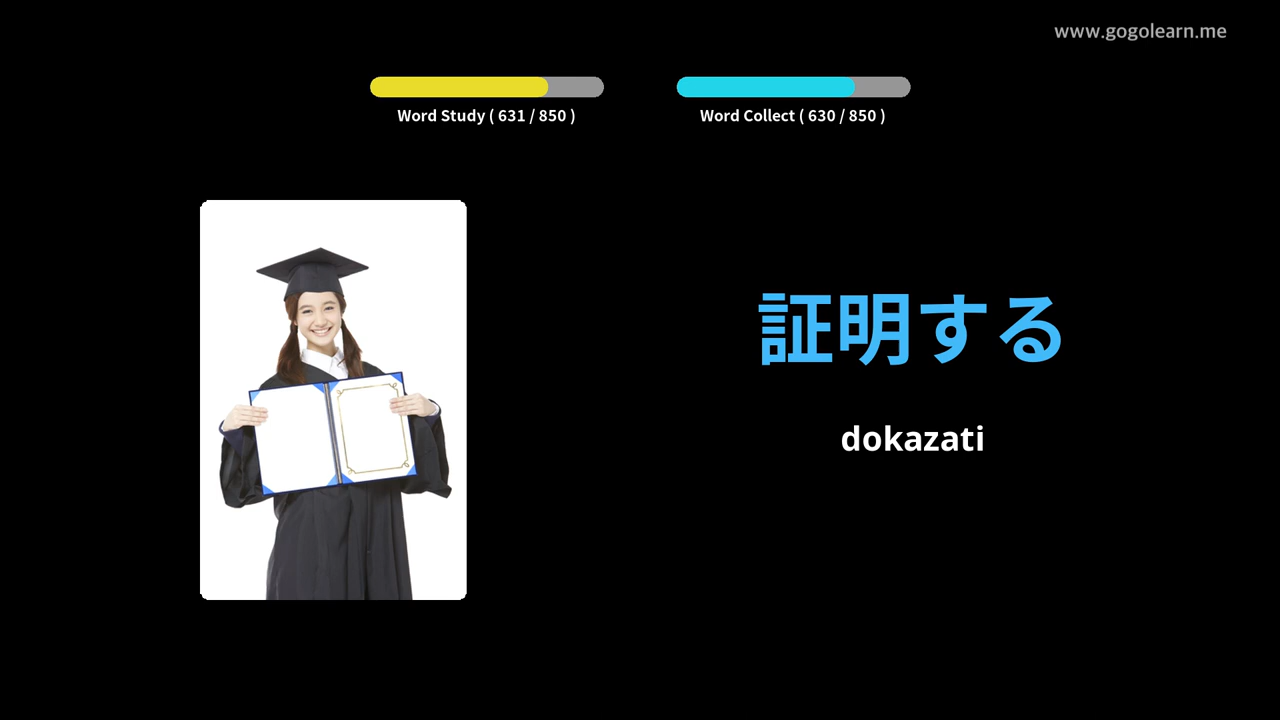 www.gogolearn.me
Word Study ( 631 / 850 )
Word Collect ( 630 / 850 )
証明する
dokazati